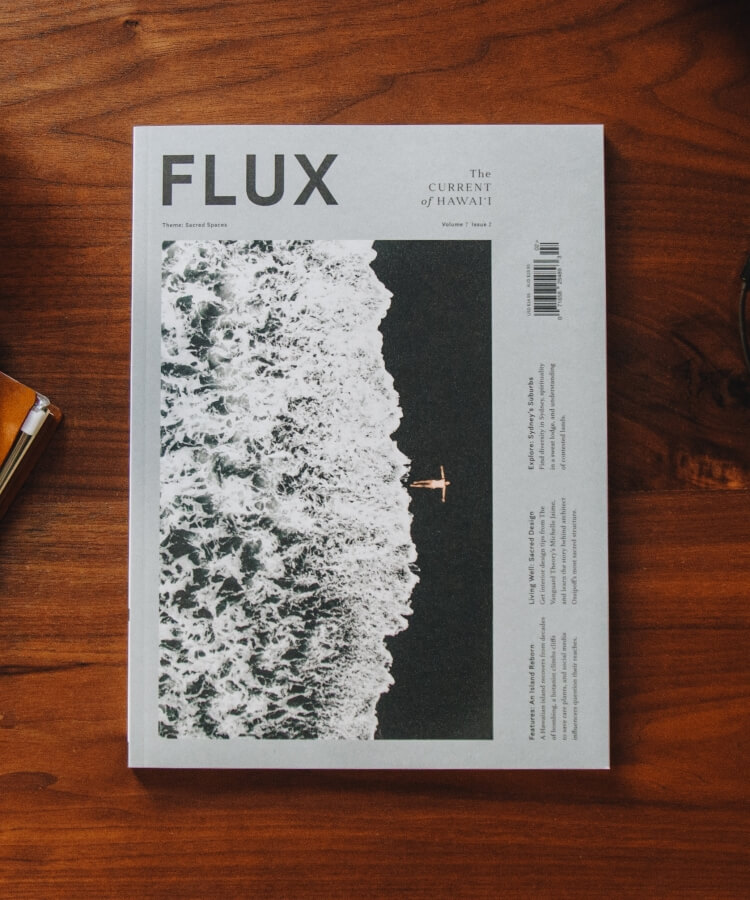 FLUX
The
CURRENT
of HAWAIʻI
Theme: Sacred Spaces
Volume 7 Issue 2
02>
Explore: Sydney's Suburbs
Find diversity in Sydney, spirituality
in a sweat lodge, and understanding
of contested lands.
Living Well: Sacred Design
Get interior design tips from The
Vanguard Theory's Michelle Jaime,
and learn the story behind architect
Ossipoff's most sacred structure.
Features: An Island Reborn
A Hawaiian island recovers from decades
of bombing, a botanist climbs cliffs
to save rare plants, and social media
influencers question their reaches.